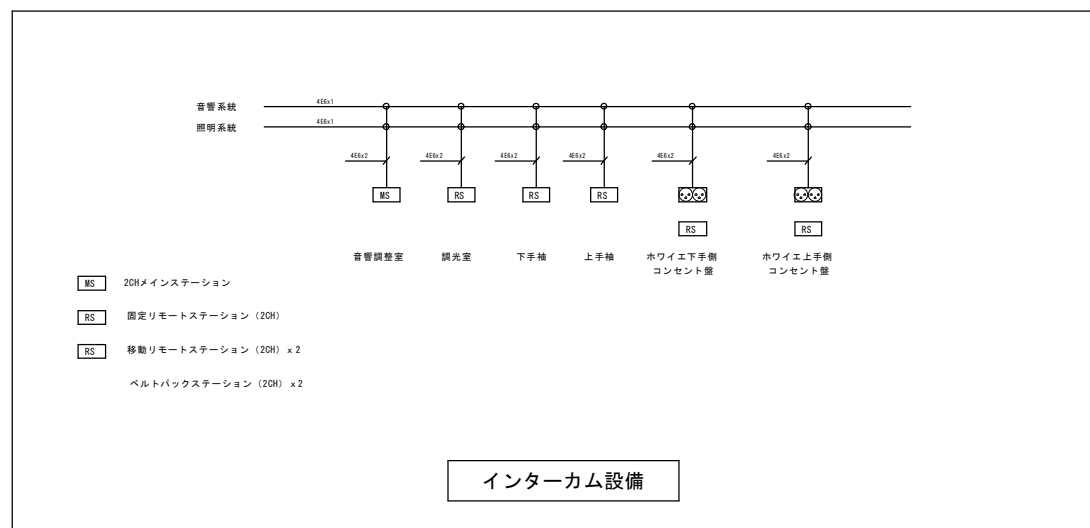 音響系統
4E6x1
照明系統
4E6x1
4E6x2 4E6x2 4E6x2 4E6x2 4E6x2 4E6x2
MS RS RS RS
RS RS
音響調整室 調光室 下手袖 上手袖 ホワイエ下手側 ホワイエ上手側
コンセント盤 コンセント盤
MS 2CHメインステーション
RS 固定リモートステーション（2CH）
RS 移動リモートステーション（2CH）x２
ベルトパックステーション（2CH）x２
インターカム設備